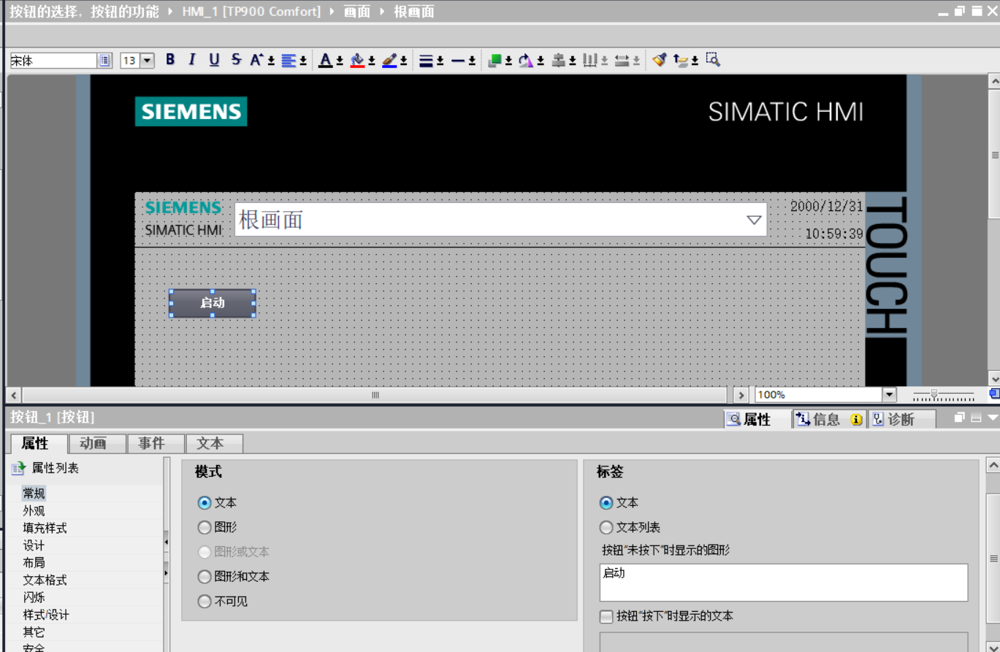 按钮的选择，按钮的功能 ▸ HMI_1 [TP900 Comfort] ▸ 画面 ▸ 根画面
宋体 13 B I U S A A
SIEMENS SIMATIC HMI
SIEMENS
SIMATIC HMI
根画面
2000/12/31
10:59:39
TOUCH
启动
100%
按钮_1 [按钮] 属性 信息 诊断
属性 动画 事件 文本
属性列表
常规
外观
填充样式
设计
布局
文本格式
闪烁
样式/设计
其它
安全
模式
文本
图形
图形或文本
图形和文本
不可见
标签
文本
文本列表
按钮“未按下”时显示的图形
启动
按钮“按下”时显示的文本